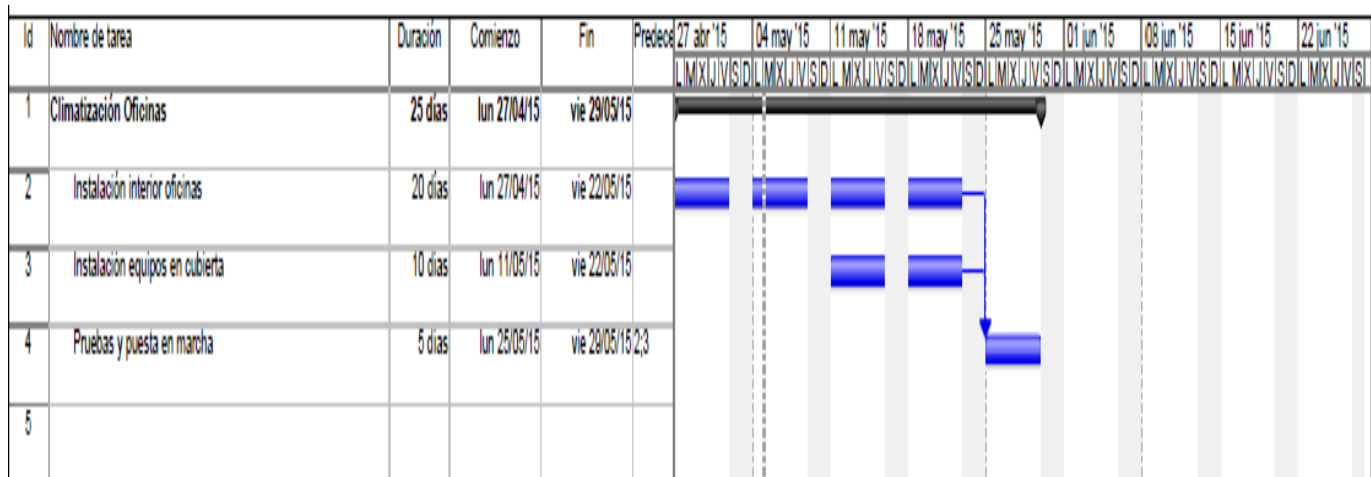 Id Nombre de tarea Duración Comienzo Fin Predece 27 abr '15 04 may '15 11 may '15 18 may '15 25 may '15 01 jun '15 08 jun '15 15 jun '15 22 jun '15
L M X J V S D L M X J V S D L M X J V S D L M X J V S D L M X J V S D L M X J V S D L M X J V S D L M X J V S D L M X J V S D
1 Climatización Oficinas 25 días lun 27/04/15 vie 29/05/15
2 Instalación interior oficinas 20 días lun 27/04/15 vie 22/05/15
3 Instalación equipos en cubierta 10 días lun 11/05/15 vie 22/05/15
4 Pruebas y puesta en marcha 5 días lun 25/05/15 vie 29/05/15 2;3
5